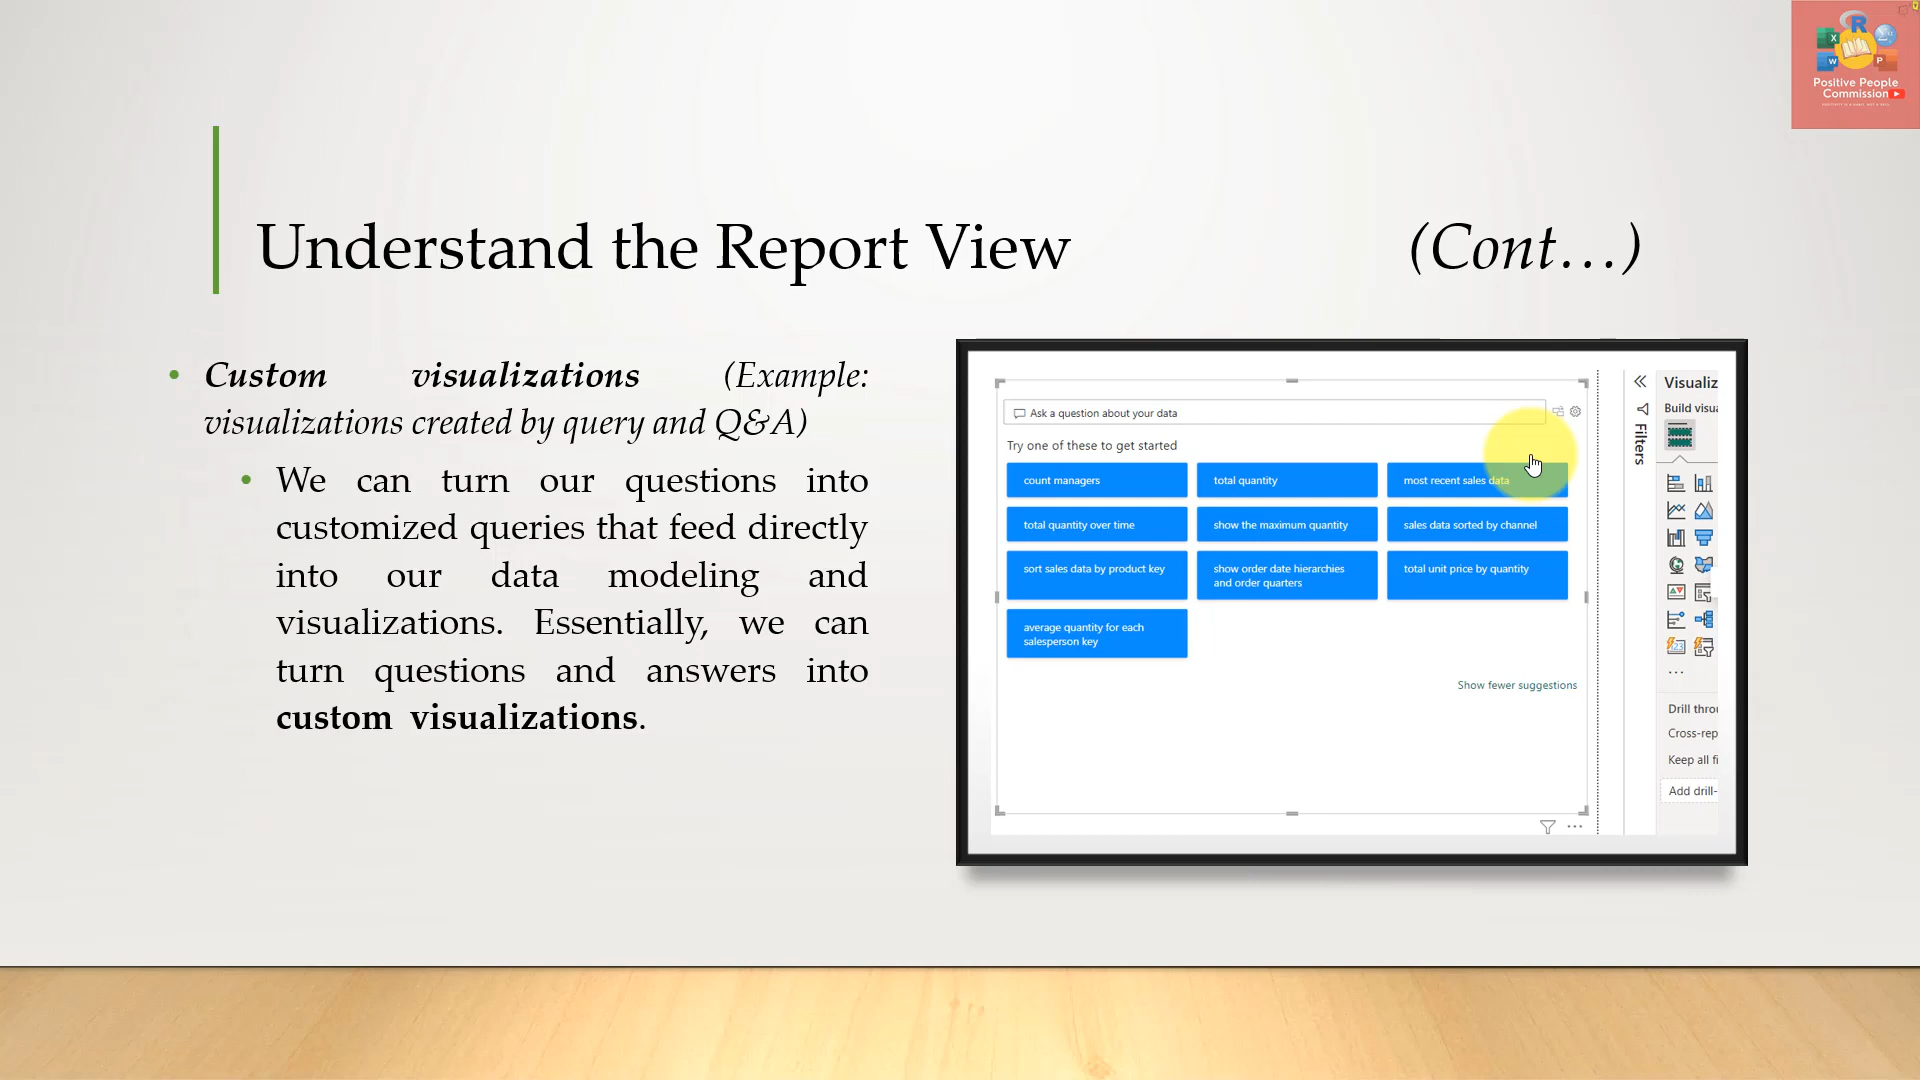 Positive People
Commission
Understand the Report View (Cont…)
• Custom visualizations (Example:
visualizations created by query and Q&A)
• We can turn our questions into
customized queries that feed directly
into our data modeling and
visualizations. Essentially, we can
turn questions and answers into
custom visualizations.
Ask a question about your data
Try one of these to get started
count managers
total quantity
most recent sales data
total quantity over time
show the maximum quantity
sales data sorted by channel
sort sales data by product key
show order date hierarchies
and order quarters
total unit price by quantity
average quantity for each
salesperson key
Show fewer suggestions
Filters
Visualiz
Build visua
123
...
Drill throu
Cross-rep
Keep all fi
Add drill-